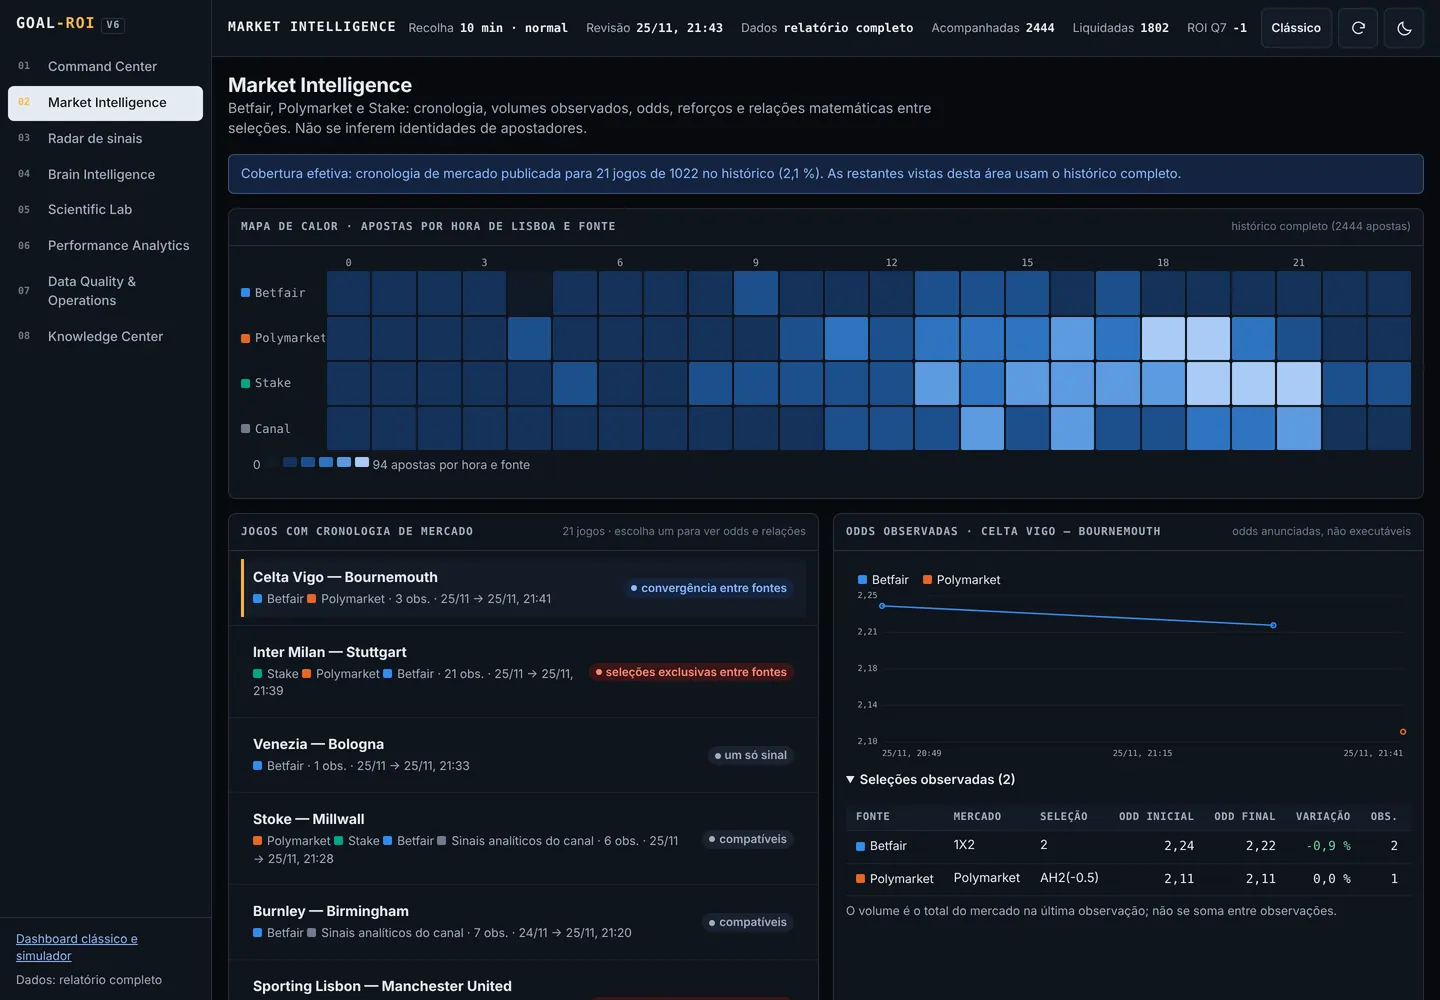 GOAL-ROI V6
01 Command Center
02 Market Intelligence
03 Radar de sinais
04 Brain Intelligence
05 Scientific Lab
06 Performance Analytics
07 Data Quality &
Operations
08 Knowledge Center
Dashboard clássico e
simulador
Dados: relatório completo
MARKET INTELLIGENCE Recolha 10 min · normal Revisão 25/11, 21:43 Dados relatório completo Acompanhadas 2444 Liquidadas 1802 ROI Q7 -1 Clássico
Market Intelligence
Betfair, Polymarket e Stake: cronologia, volumes observados, odds, reforços e relações matemáticas entre
seleções. Não se inferem identidades de apostadores.
Cobertura efetiva: cronologia de mercado publicada para 21 jogos de 1022 no histórico (2,1 %). As restantes vistas desta área usam o histórico completo.
MAPA DE CALOR · APOSTAS POR HORA DE LISBOA E FONTE histórico completo (2444 apostas)
0 3 6 9 12 15 18 21
Betfair
Polymarket
Stake
Canal
0 94 apostas por hora e fonte
JOGOS COM CRONOLOGIA DE MERCADO 21 jogos · escolha um para ver odds e relações
Celta Vigo — Bournemouth
Betfair Polymarket · 3 obs. · 25/11 → 25/11, 21:41
convergência entre fontes
Inter Milan — Stuttgart
Stake Polymarket Betfair · 21 obs. · 25/11 → 25/11,
21:39
seleções exclusivas entre fontes
Venezia — Bologna
Betfair · 1 obs. · 25/11 → 25/11, 21:33
um só sinal
Stoke — Millwall
Polymarket Stake Betfair Sinais analíticos do canal · 6 obs. · 25/11
→ 25/11, 21:28
compatíveis
Burnley — Birmingham
Betfair Sinais analíticos do canal · 7 obs. · 24/11 → 25/11, 21:20
compatíveis
Sporting Lisbon — Manchester United
ODDS OBSERVADAS · CELTA VIGO — BOURNEMOUTH odds anunciadas, não executáveis
Betfair Polymarket
2,25
2,21
2,18
2,14
2,10
25/11, 20:49 25/11, 21:15 25/11, 21:41
▼ Seleções observadas (2)
FONTE MERCADO SELEÇÃO ODD INICIAL ODD FINAL VARIAÇÃO OBS.
Betfair 1X2 2 2,24 2,22 -0,9 % 2
Polymarket Polymarket AH2(-0.5) 2,11 2,11 0,0 % 1
O volume é o total do mercado na última observação; não se soma entre observações.